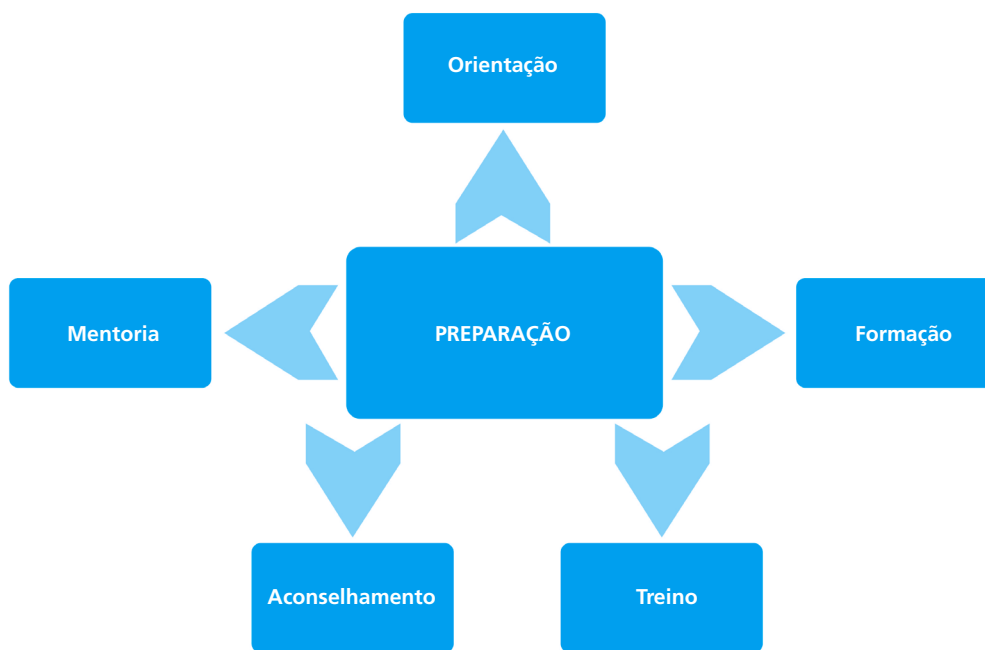 Orientação
Mentoria
PREPARAÇÃO
Formação
Aconselhamento
Treino